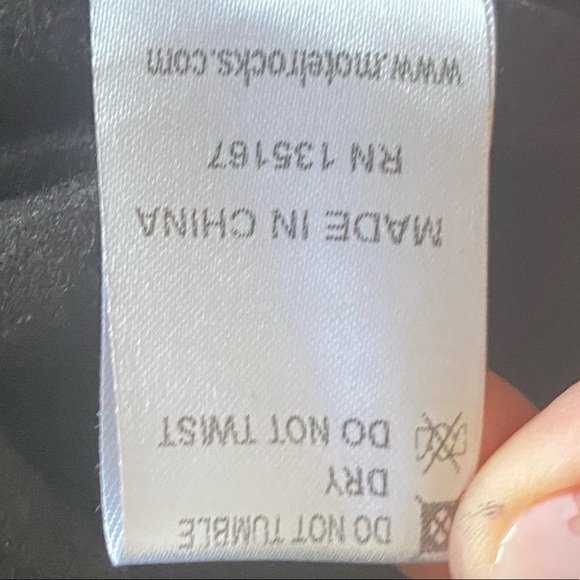 DO NOT TUMBLE
DRY
DO NOT TWIST
MADE IN CHINA
RN 135167
www.motelrocks.com